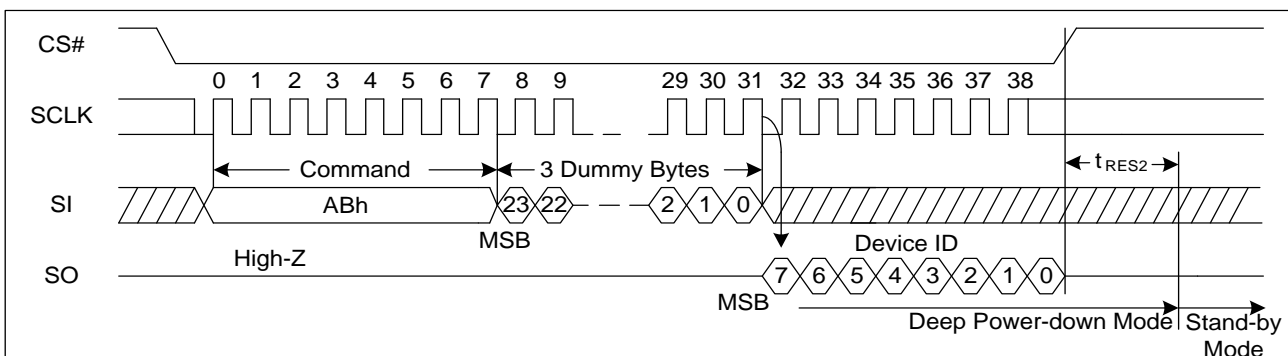 CS#
0 1 2 3 4 5 6 7 8 9 29 30 31 32 33 34 35 36 37 38
SCLK
Command 3 Dummy Bytes tRES2
SI ABh 23 22 2 1 0
MSB Device ID
High-Z
SO 7 6 5 4 3 2 1 0
MSB
Deep Power-down Mode Stand-by
Mode